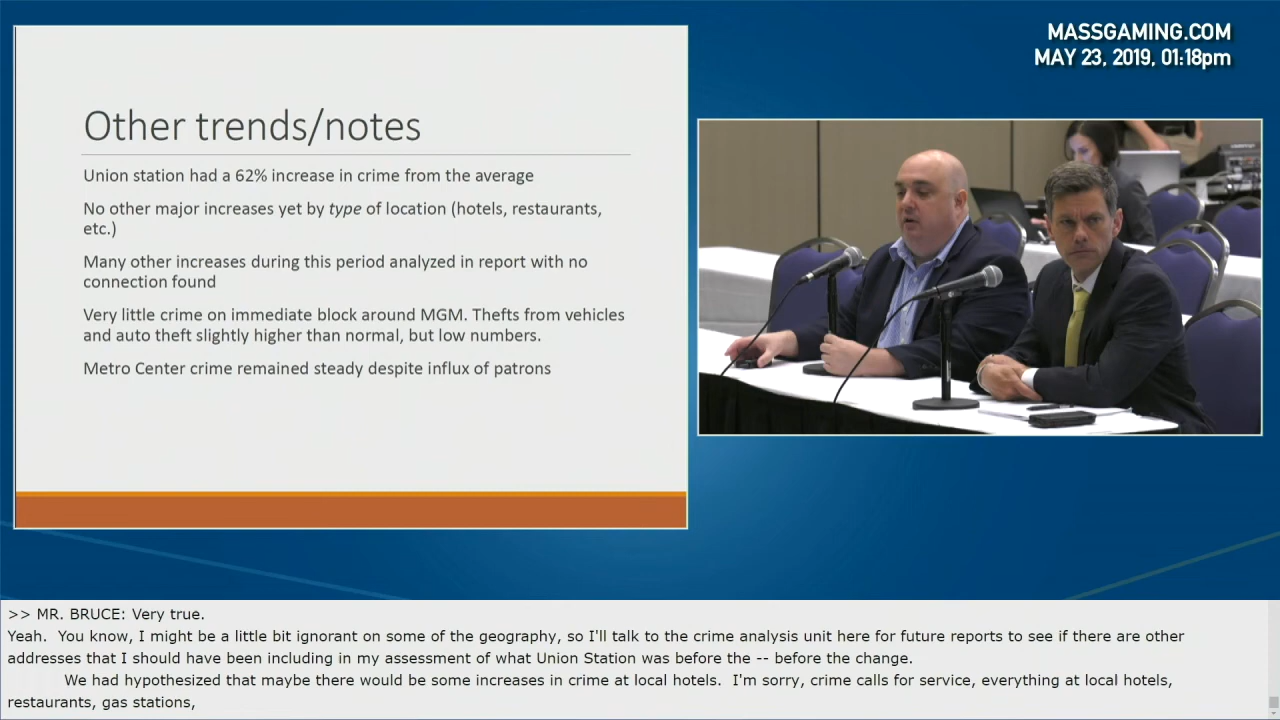 MASSGAMING.COM
MAY 23, 2019, 01:18pm
Other trends/notes
Union station had a 62% increase in crime from the average
No other major increases yet by type of location (hotels, restaurants,
etc.)
Many other increases during this period analyzed in report with no
connection found
Very little crime on immediate block around MGM. Thefts from vehicles
and auto theft slightly higher than normal, but low numbers.
Metro Center crime remained steady despite influx of patrons
>> MR. BRUCE: Very true.
Yeah.  You know, I might be a little bit ignorant on some of the geography, so I'll talk to the crime analysis unit here for future reports to see if there are other
addresses that I should have been including in my assessment of what Union Station was before the -- before the change.
We had hypothesized that maybe there would be some increases in crime at local hotels.  I'm sorry, crime calls for service, everything at local hotels,
restaurants, gas stations,